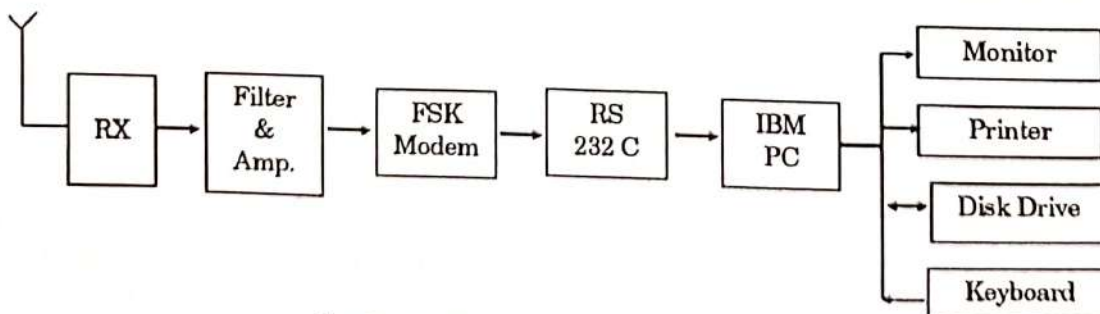 RX
Filter
&
Amp.
FSK
Modem
RS
232 C
IBM
PC
Monitor
Printer
Disk Drive
Keyboard